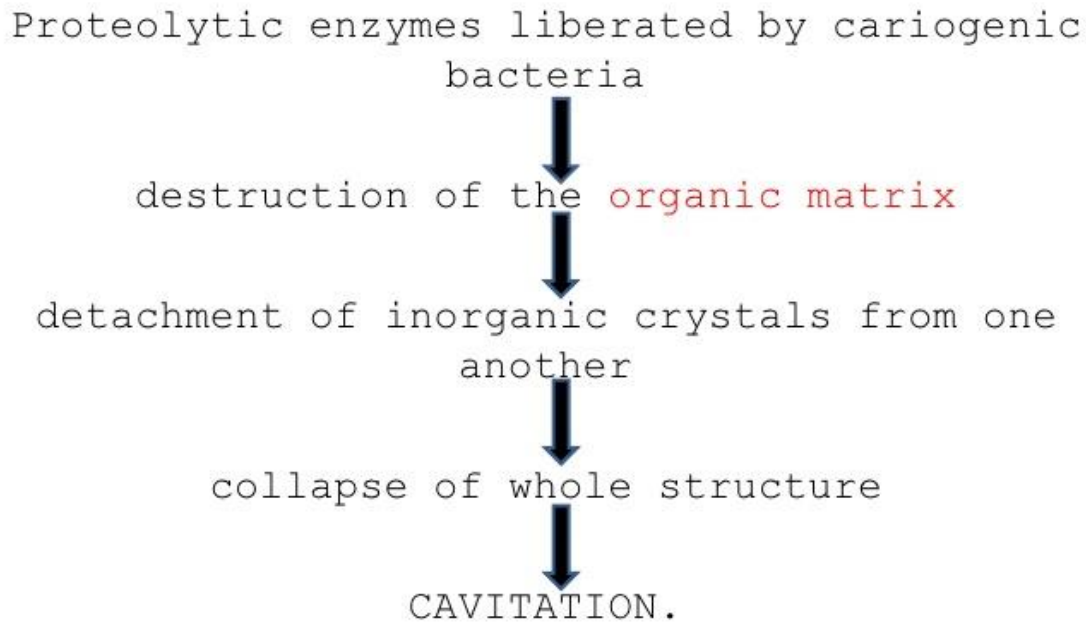 Proteolytic enzymes liberated by cariogenic
bacteria
destruction of the organic matrix
detachment of inorganic crystals from one
another
collapse of whole structure
CAVITATION.